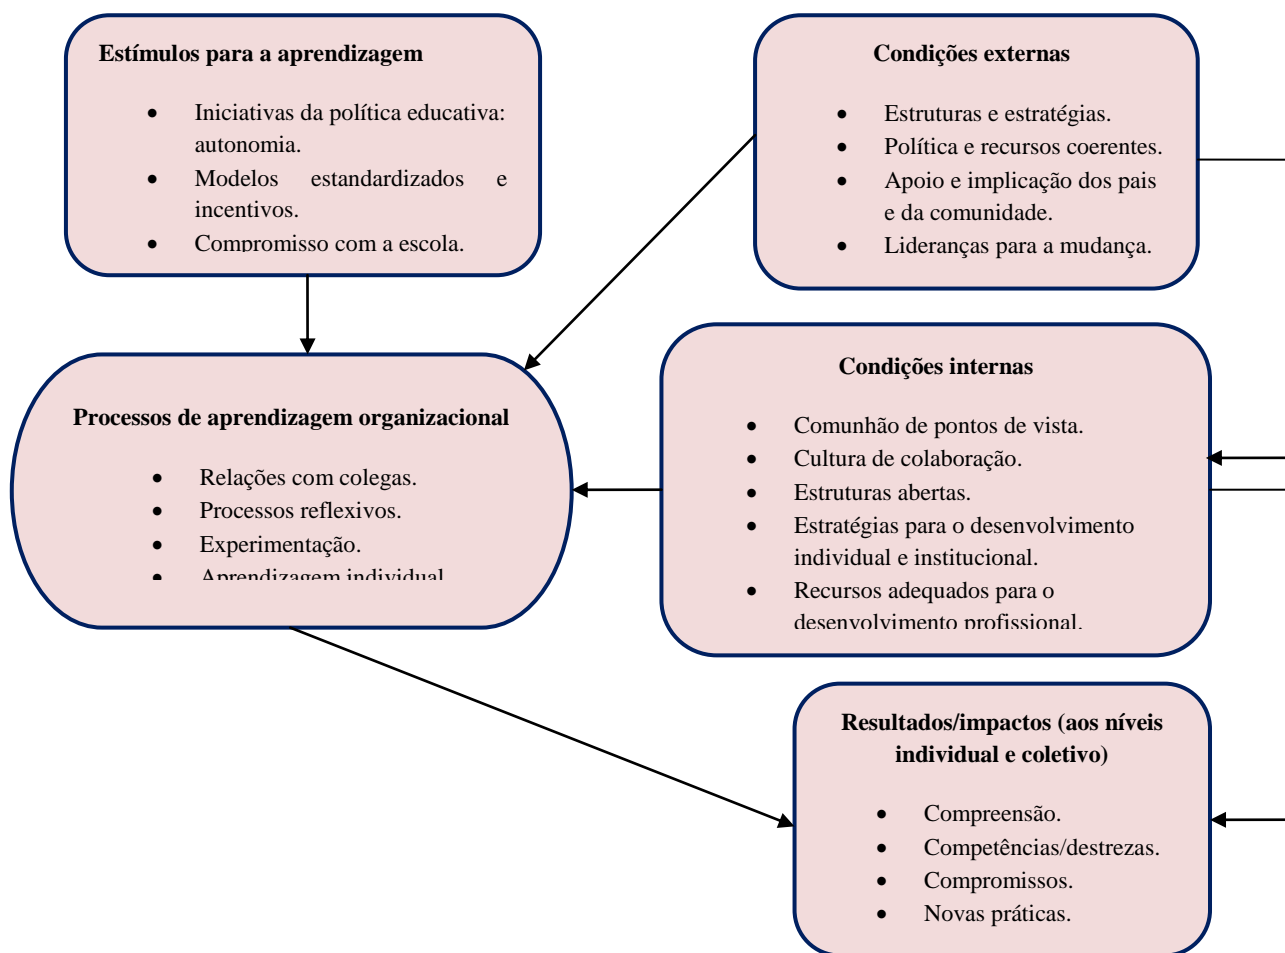 Estímulos para a aprendizagem
• Iniciativas da política educativa:
autonomia.
• Modelos estandardizados e
incentivos.
• Compromisso com a escola.
Condições externas
• Estruturas e estratégias.
• Política e recursos coerentes.
• Apoio e implicação dos pais
e da comunidade.
• Lideranças para a mudança.
Processos de aprendizagem organizacional
• Relações com colegas.
• Processos reflexivos.
• Experimentação.
• Aprendizagem individual
Condições internas
• Comunhão de pontos de vista.
• Cultura de colaboração.
• Estruturas abertas.
• Estratégias para o desenvolvimento
individual e institucional.
• Recursos adequados para o
desenvolvimento profissional.
Resultados/impactos (aos níveis
individual e coletivo)
• Compreensão.
• Competências/destrezas.
• Compromissos.
• Novas práticas.